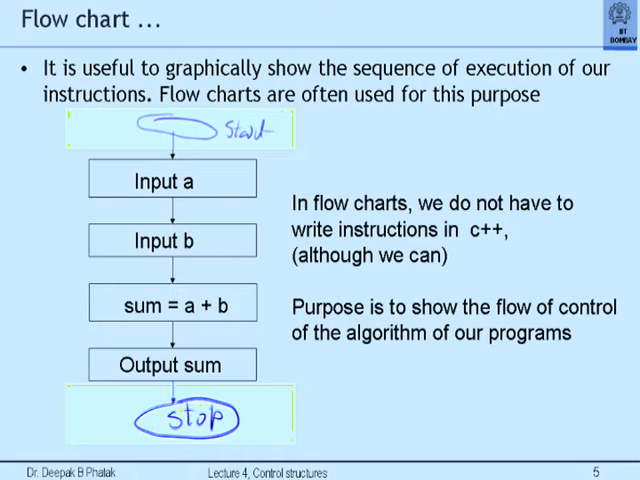 Flow chart ...
IIT
BOMBAY
• It is useful to graphically show the sequence of execution of our
instructions. Flow charts are often used for this purpose
Start
Input a
Input b
sum = a + b
Output sum
stop
In flow charts, we do not have to
write instructions in c++,
(although we can)
Purpose is to show the flow of control
of the algorithm of our programs
Dr. Deepak B Phatak
Lecture 4, Control structures
5